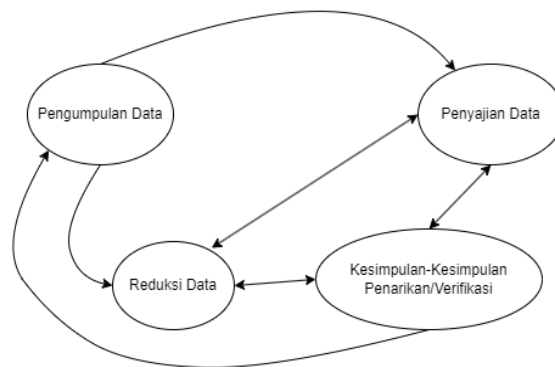 Pengumpulan Data
Penyajian Data
Reduksi Data
Kesimpulan-Kesimpulan
Penarikan/Verifikasi